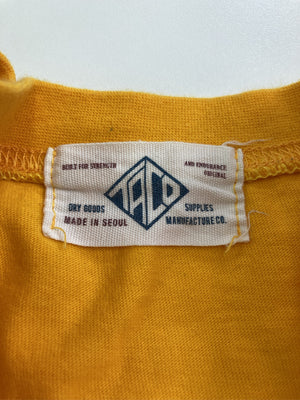 BUILT FOR STRENGTH AND ENDURANCE
ORIGINAL
TACO
DRY GOODS SUPPLIES
MADE IN SEOUL MANUFACTURE CO.